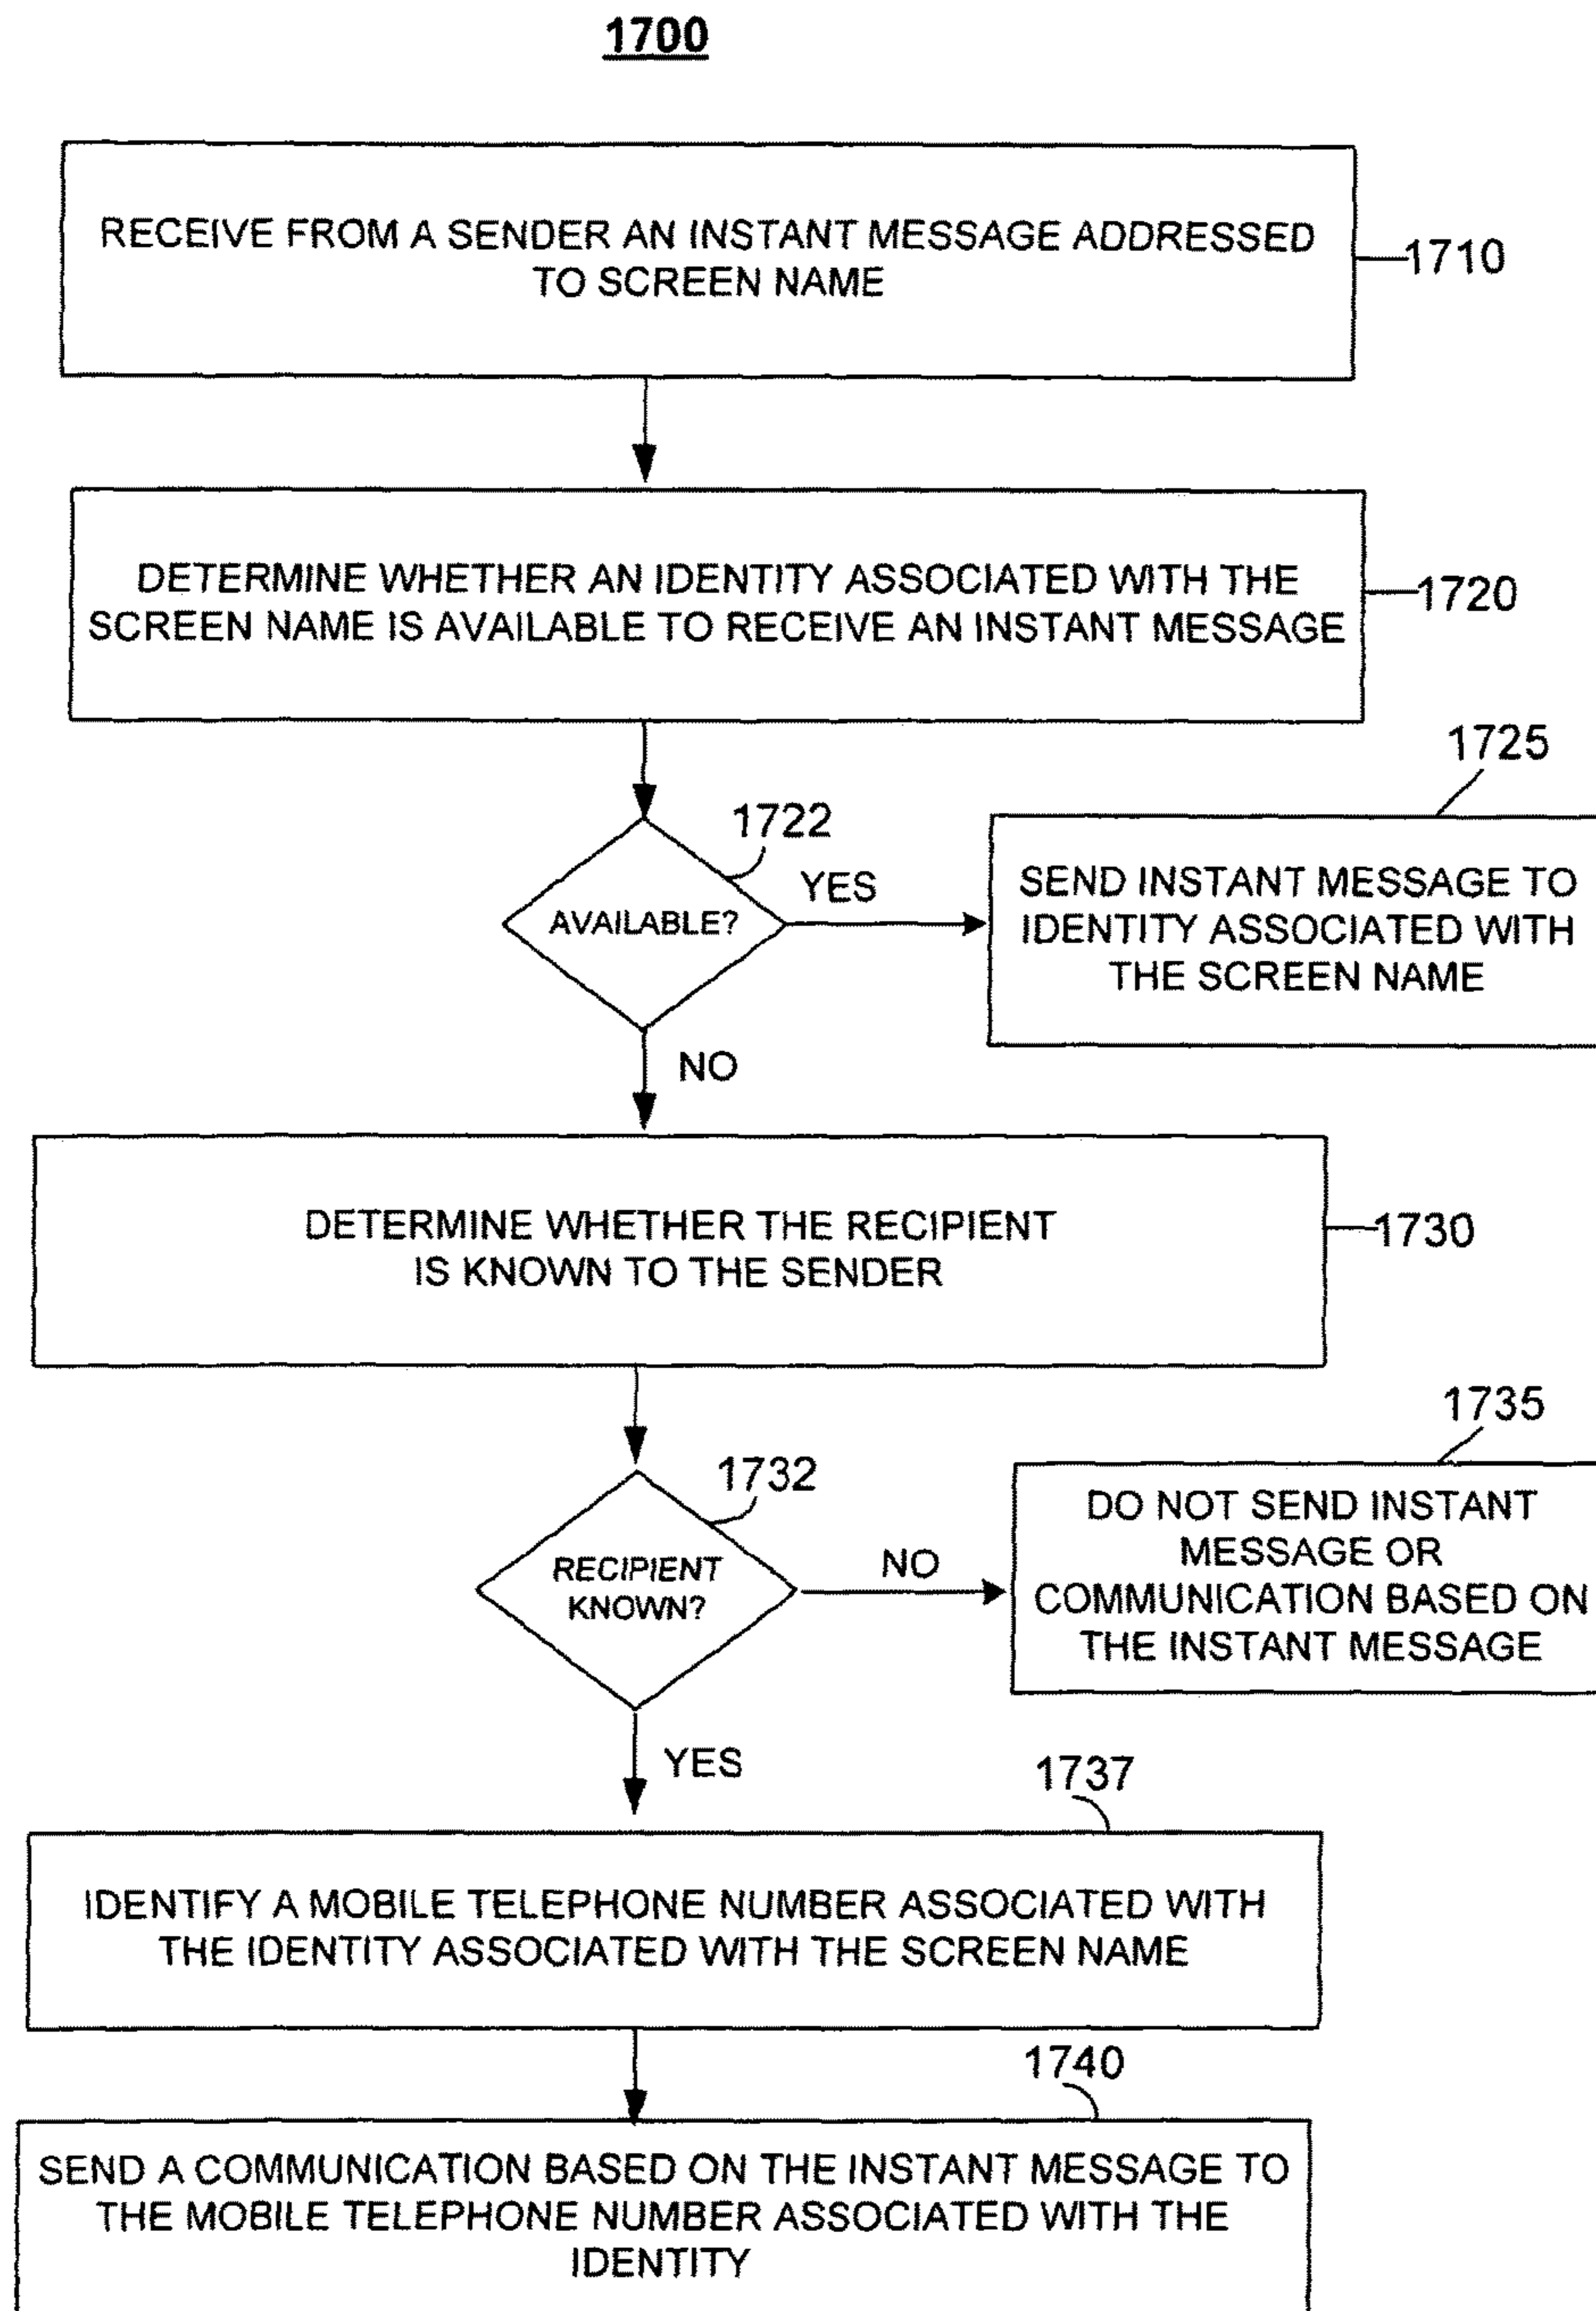 1700
RECEIVE FROM A SENDER AN INSTANT MESSAGE ADDRESSED
TO SCREEN NAME
1710
DETERMINE WHETHER AN IDENTITY ASSOCIATED WITH THE
SCREEN NAME IS AVAILABLE TO RECEIVE AN INSTANT MESSAGE
1720
1722
AVAILABLE?
YES
1725
SEND INSTANT MESSAGE TO
IDENTITY ASSOCIATED WITH
THE SCREEN NAME
NO
DETERMINE WHETHER THE RECIPIENT
IS KNOWN TO THE SENDER
1730
1732
RECIPIENT
KNOWN?
NO
1735
DO NOT SEND INSTANT
MESSAGE OR
COMMUNICATION BASED ON
THE INSTANT MESSAGE
YES
1737
IDENTIFY A MOBILE TELEPHONE NUMBER ASSOCIATED WITH
THE IDENTITY ASSOCIATED WITH THE SCREEN NAME
1740
SEND A COMMUNICATION BASED ON THE INSTANT MESSAGE TO
THE MOBILE TELEPHONE NUMBER ASSOCIATED WITH THE
IDENTITY